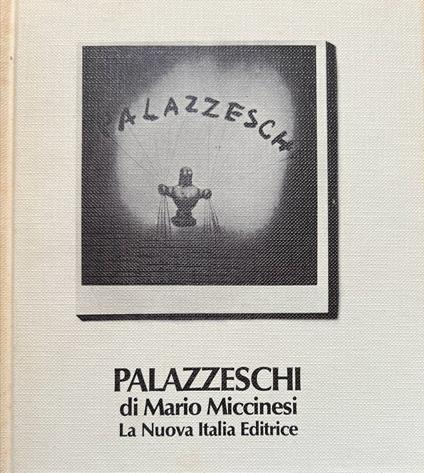 PALAZZESCHI
PALAZZESCHI
di Mario Miccinesi
La Nuova Italia Editrice